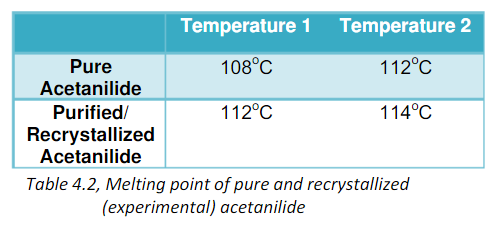 Temperature 1 Temperature 2
Pure 108°C 112°C
Acetanilide
Purified/ 112°C 114°C
Recrystallized
Acetanilide
Table 4.2, Melting point of pure and recrystallized
(experimental) acetanilide